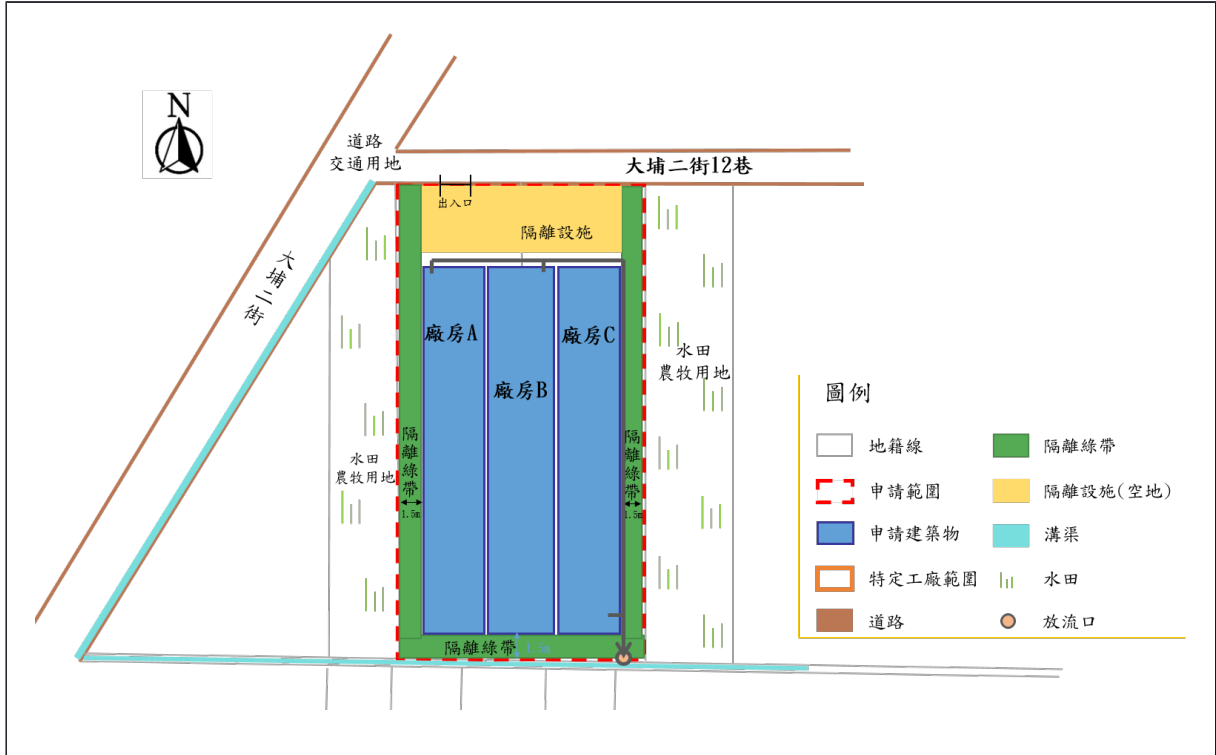 N
道路
交通用地
大埔二街12巷
出入口
隔離設施
大埔二街
廠房A
廠房B
廠房C
水田
農牧用地
隔離綠帶
1.5m
隔離綠帶
1.5m
水田
農牧用地
隔離綠帶
1.5m
圖例
地籍線
隔離綠帶
申請範圍
隔離設施(空地)
申請建築物
溝渠
特定工廠範圍
水田
道路
放流口